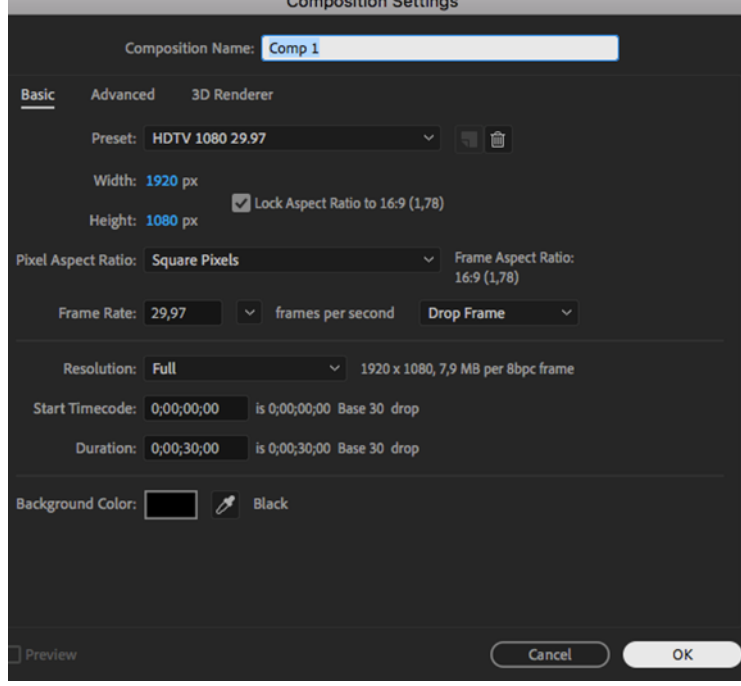 Composition Settings
Composition Name: Comp 1
Basic Advanced 3D Renderer
Preset: HDTV 1080 29.97
Width: 1920 px
Lock Aspect Ratio to 16:9 (1,78)
Height: 1080 px
Pixel Aspect Ratio: Square Pixels
Frame Aspect Ratio:
16:9 (1,78)
Frame Rate: 29,97 frames per second Drop Frame
Resolution: Full 1920 x 1080, 7,9 MB per 8bpc frame
Start Timecode: 0;00;00;00 is 0;00;00;00 Base 30 drop
Duration: 0;00;30;00 is 0;00;30;00 Base 30 drop
Background Color: Black
Preview Cancel OK